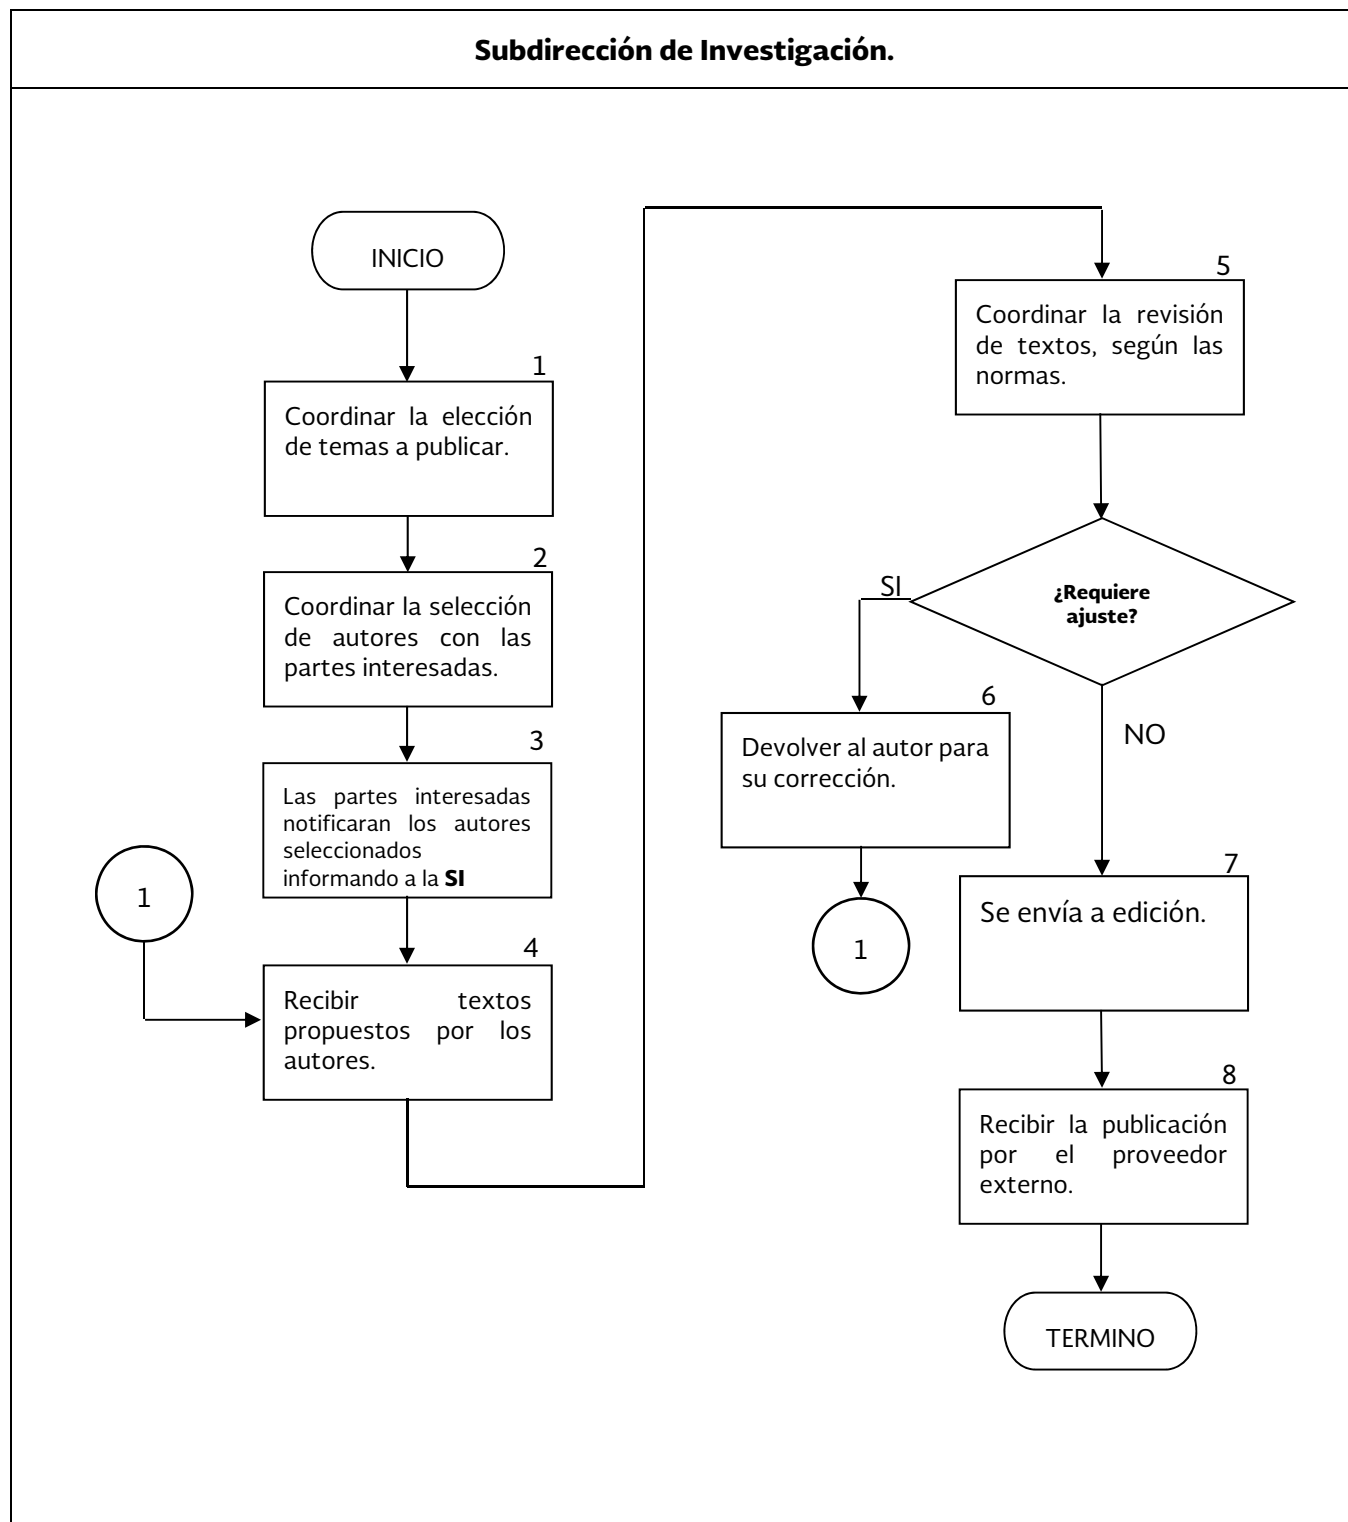 Subdirección de Investigación.
INICIO
1
Coordinar la elección
de temas a publicar.
2
Coordinar la selección
de autores con las
partes interesadas.
3
Las partes interesadas
notificaran los autores
seleccionados
informando a la SI
1
4
Recibir textos
propuestos por los
autores.
5
Coordinar la revisión
de textos, según las
normas.
¿Requiere
ajuste?
SI
NO
6
Devolver al autor para
su corrección.
1
7
Se envía a edición.
8
Recibir la publicación
por el proveedor
externo.
TERMINO